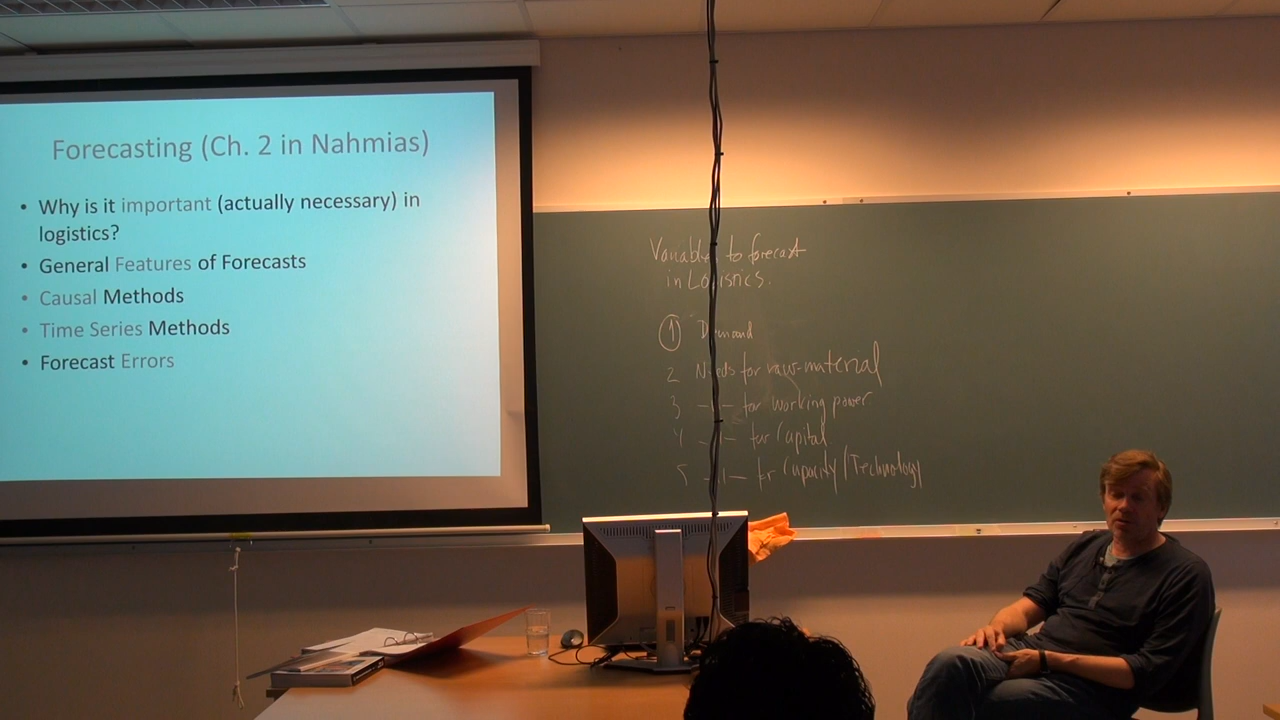 Forecasting (Ch. 2 in Nahmias)
• Why is it important (actually necessary) in
logistics?
• General Features of Forecasts
• Causal Methods
• Time Series Methods
• Forecast Errors
Variables to forecast
in Logistics.
1 Demand
2 Needs for raw-material
3 —"— for working power
4 —"— for Capital
5 —"— for Capacity/Technology